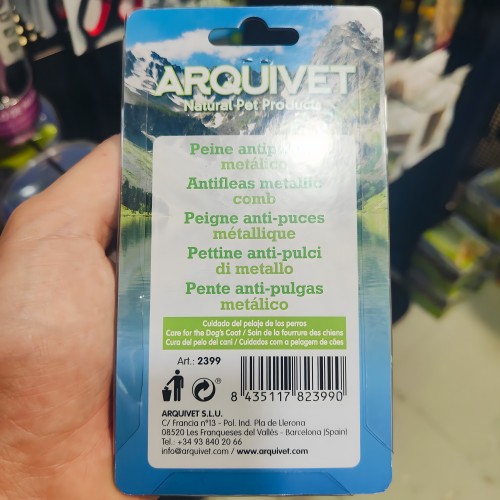 ARQUIVET
Natural Pet Products
Peine
metálico
Antifleas metallic
comb
Peigne anti-puces
métallique
Pettine anti-pulci
di metallo
Pente anti-pulgas
metálico
Cuidado del pelaje de los perros
Care for the Dog's Coat / Soin de la fourrure des chiens
Cura del pelo dei cani / Cuidados com a pelagem de cães
Art.: 2399
8 435117 823990
ARQUIVET S.L.U.
C/ Francia nº13 - Pol. Ind. Pla de Llerona
08520 Les Franqueses del Vallès - Barcelona (Spain)
Tel.: +34 93 840 20 66
info@arquivet.com / www.arquivet.com